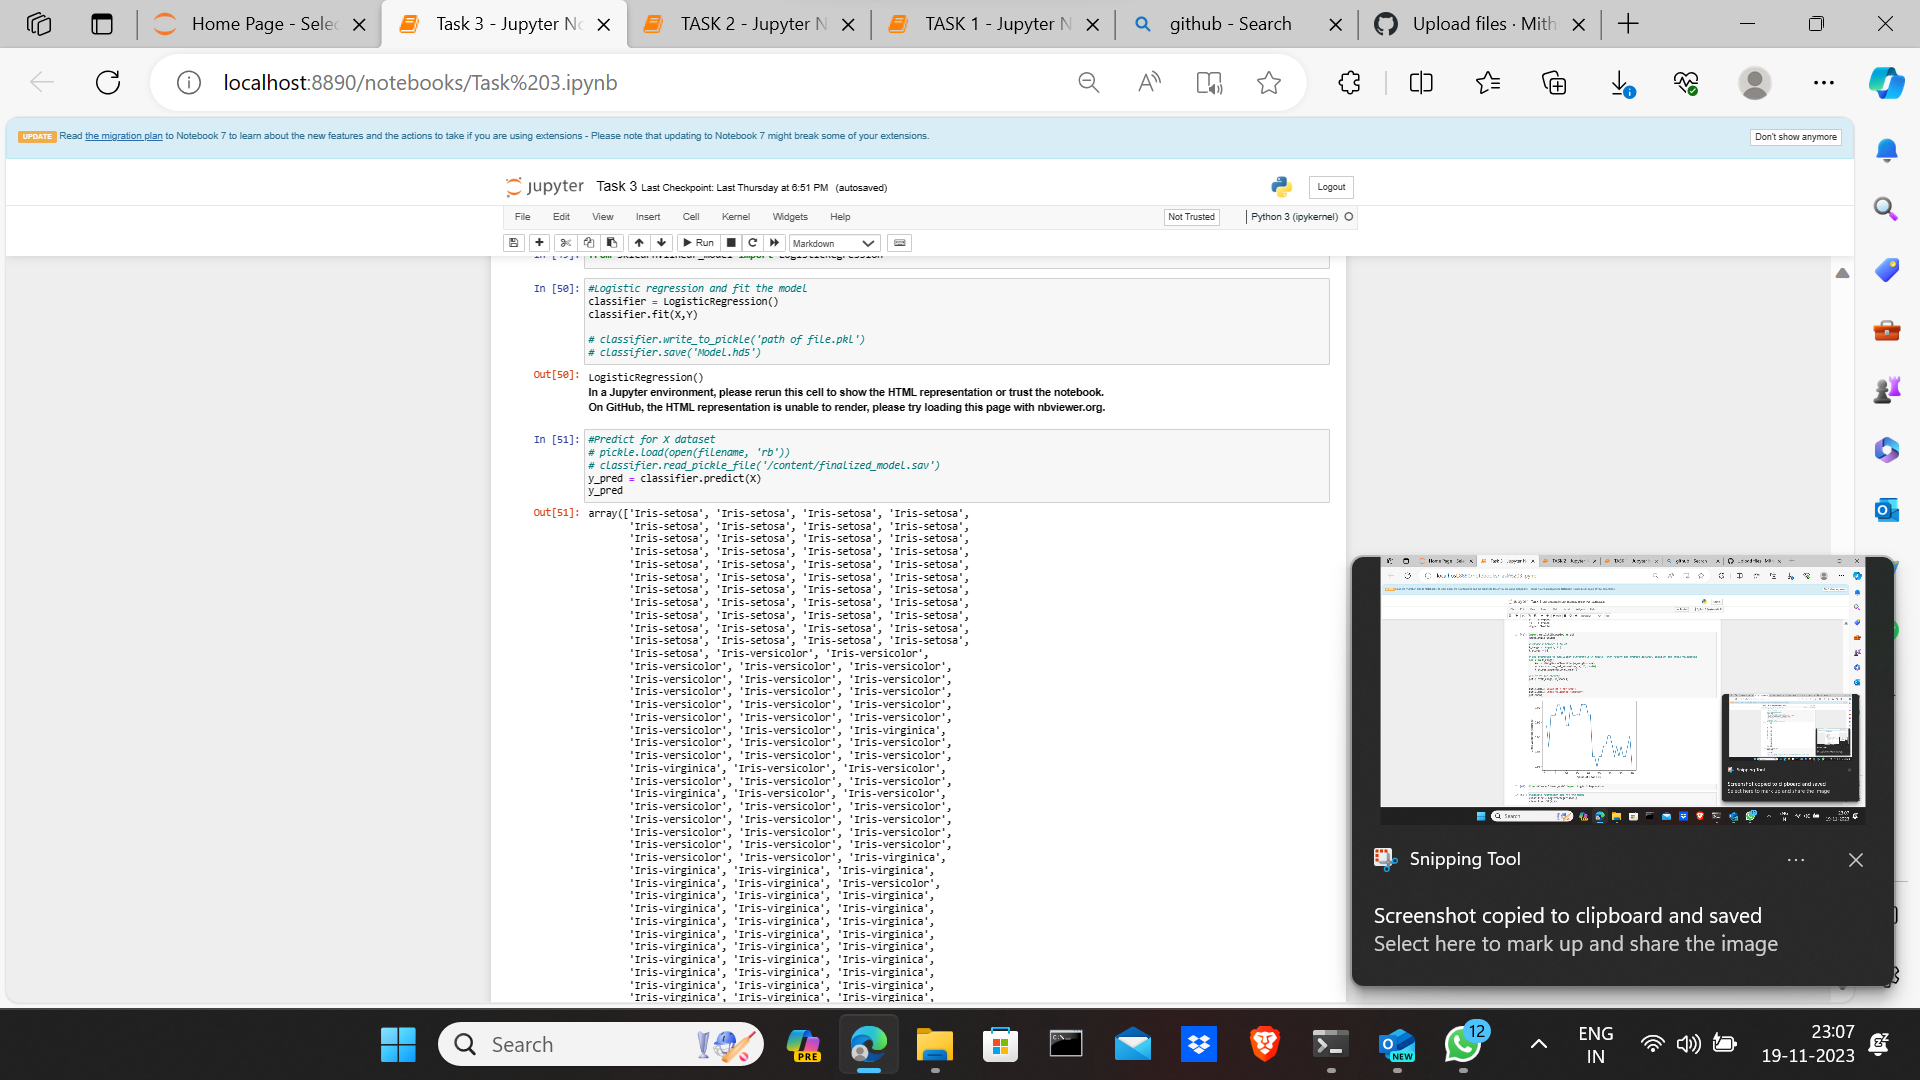 Home Page - Selec
Task 3 - Jupyter No
TASK 2 - Jupyter N
TASK 1 - Jupyter N
github - Search
Upload files · Mith
localhost:8890/notebooks/Task%203.ipynb
UPDATE Read the migration plan to Notebook 7 to learn about the new features and the actions to take if you are using extensions - Please note that updating to Notebook 7 might break some of your extensions.
Don't show anymore
jupyter Task 3 Last Checkpoint: Last Thursday at 6:51 PM (autosaved)
Logout
File Edit View Insert Cell Kernel Widgets Help
Not Trusted
Python 3 (ipykernel)
Run
Markdown
In [49]: from sklearn.linear_model import LogisticRegression
In [50]: #Logistic regression and fit the model
classifier = LogisticRegression()
classifier.fit(X,Y)
# classifier.write_to_pickle('path of file.pkl')
# classifier.save('Model.hd5')
Out[50]: LogisticRegression()
In a Jupyter environment, please rerun this cell to show the HTML representation or trust the notebook.
On GitHub, the HTML representation is unable to render, please try loading this page with nbviewer.org.
In [51]: #Predict for X dataset
# pickle.load(open(filename, 'rb'))
# classifier.read_pickle_file('/content/finalized_model.sav')
y_pred = classifier.predict(X)
y_pred
Out[51]: array(['Iris-setosa', 'Iris-setosa', 'Iris-setosa', 'Iris-setosa',
'Iris-setosa', 'Iris-setosa', 'Iris-setosa', 'Iris-setosa',
'Iris-setosa', 'Iris-setosa', 'Iris-setosa', 'Iris-setosa',
'Iris-setosa', 'Iris-setosa', 'Iris-setosa', 'Iris-setosa',
'Iris-setosa', 'Iris-setosa', 'Iris-setosa', 'Iris-setosa',
'Iris-setosa', 'Iris-setosa', 'Iris-setosa', 'Iris-setosa',
'Iris-setosa', 'Iris-setosa', 'Iris-setosa', 'Iris-setosa',
'Iris-setosa', 'Iris-setosa', 'Iris-setosa', 'Iris-setosa',
'Iris-setosa', 'Iris-setosa', 'Iris-setosa', 'Iris-setosa',
'Iris-setosa', 'Iris-setosa', 'Iris-setosa', 'Iris-setosa',
'Iris-setosa', 'Iris-setosa', 'Iris-setosa', 'Iris-setosa',
'Iris-setosa', 'Iris-versicolor', 'Iris-versicolor',
'Iris-versicolor', 'Iris-versicolor', 'Iris-versicolor',
'Iris-versicolor', 'Iris-versicolor', 'Iris-versicolor',
'Iris-versicolor', 'Iris-versicolor', 'Iris-versicolor',
'Iris-versicolor', 'Iris-versicolor', 'Iris-versicolor',
'Iris-versicolor', 'Iris-versicolor', 'Iris-versicolor',
'Iris-versicolor', 'Iris-versicolor', 'Iris-virginica',
'Iris-versicolor', 'Iris-versicolor', 'Iris-versicolor',
'Iris-versicolor', 'Iris-versicolor', 'Iris-versicolor',
'Iris-virginica', 'Iris-versicolor', 'Iris-versicolor',
'Iris-versicolor', 'Iris-versicolor', 'Iris-versicolor',
'Iris-virginica', 'Iris-versicolor', 'Iris-versicolor',
'Iris-versicolor', 'Iris-versicolor', 'Iris-versicolor',
'Iris-versicolor', 'Iris-versicolor', 'Iris-versicolor',
'Iris-versicolor', 'Iris-versicolor', 'Iris-versicolor',
'Iris-versicolor', 'Iris-versicolor', 'Iris-versicolor',
'Iris-versicolor', 'Iris-versicolor', 'Iris-virginica',
'Iris-virginica', 'Iris-virginica', 'Iris-virginica',
'Iris-virginica', 'Iris-virginica', 'Iris-versicolor',
'Iris-virginica', 'Iris-virginica', 'Iris-virginica',
'Iris-virginica', 'Iris-virginica', 'Iris-virginica',
'Iris-virginica', 'Iris-virginica', 'Iris-virginica',
'Iris-virginica', 'Iris-virginica', 'Iris-virginica',
'Iris-virginica', 'Iris-virginica', 'Iris-virginica',
'Iris-virginica', 'Iris-virginica', 'Iris-virginica',
'Iris-virginica', 'Iris-virginica', 'Iris-virginica',
'Iris-virginica', 'Iris-virginica', 'Iris-virginica',
'Iris-virginica', 'Iris-virginica', 'Iris-virginica',
Snipping Tool
Screenshot copied to clipboard and saved
Select here to mark up and share the image
Search
PRE
NEW
12
ENG
IN
23:07
19-11-2023